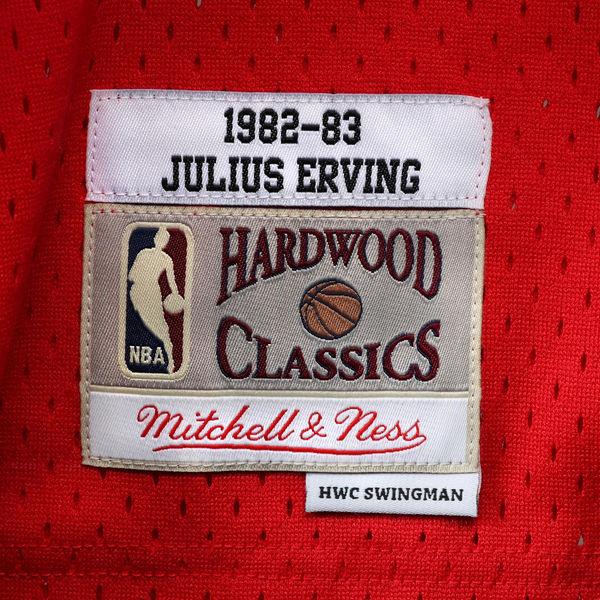 1982-83
JULIUS ERVING
HARDWOOD
CLASSICS
NBA
Mitchell & Ness
HWC SWINGMAN